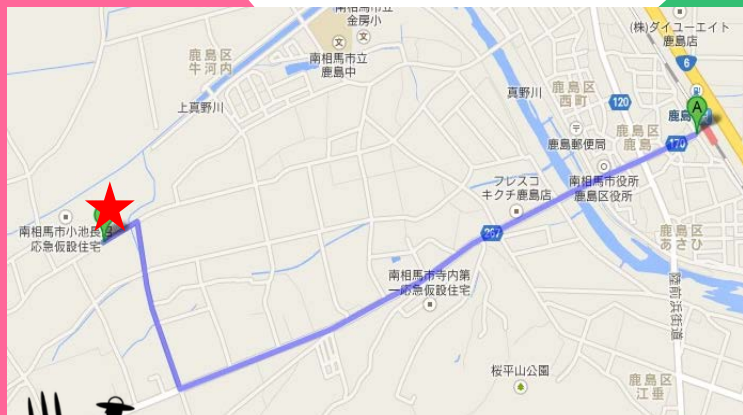 南相馬市立
金房小
(株)ダイユーエイト
鹿島店
6
鹿島区
牛河内
南相馬市立
鹿島中
上真野川
真野川
鹿島区
西町
120
A
鹿島
鹿島郵便局
鹿島区
鹿島
170
フレスコ
キクチ鹿島店
南相馬市役所
鹿島区役所
南相馬市小池長沼
応急仮設住宅
267
鹿島区
あさひ
南相馬市寺内第
一応急仮設住宅
陸前浜街道
桜平山公園
鹿島区
江垂